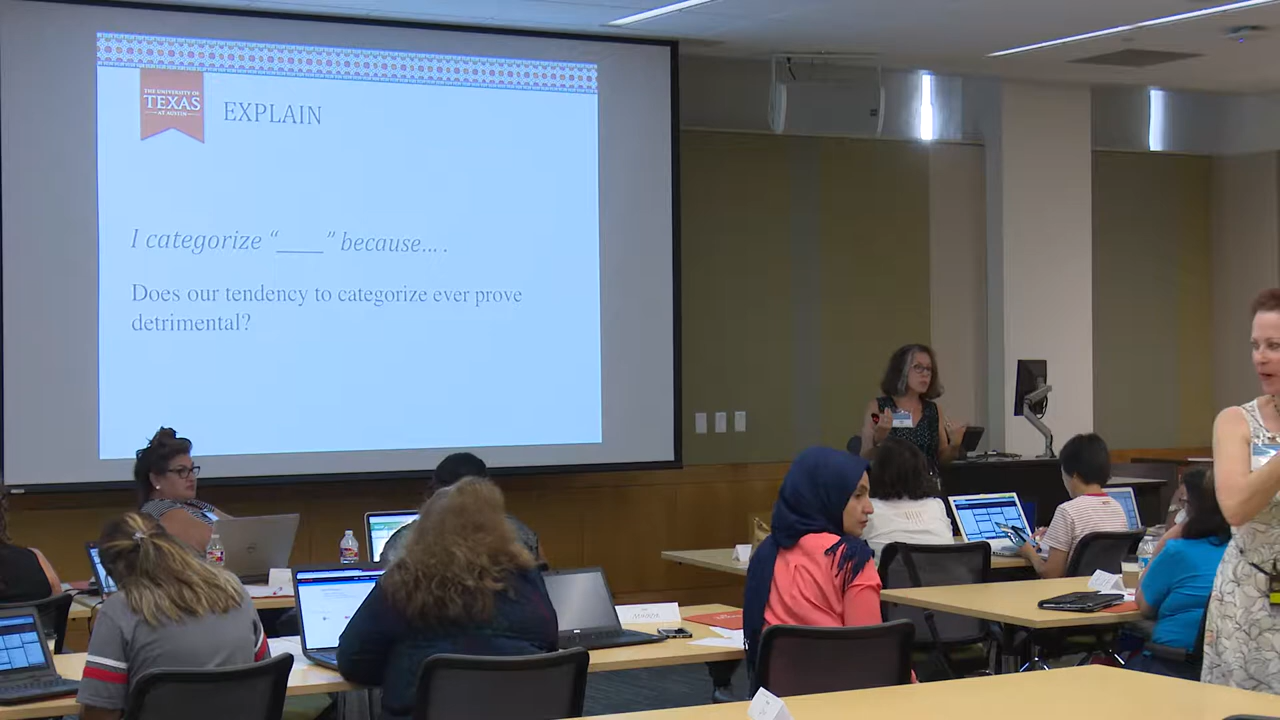 THE UNIVERSITY OF
TEXAS
AT AUSTIN
EXPLAIN
I categorize “____” because... .
Does our tendency to categorize ever prove
detrimental?